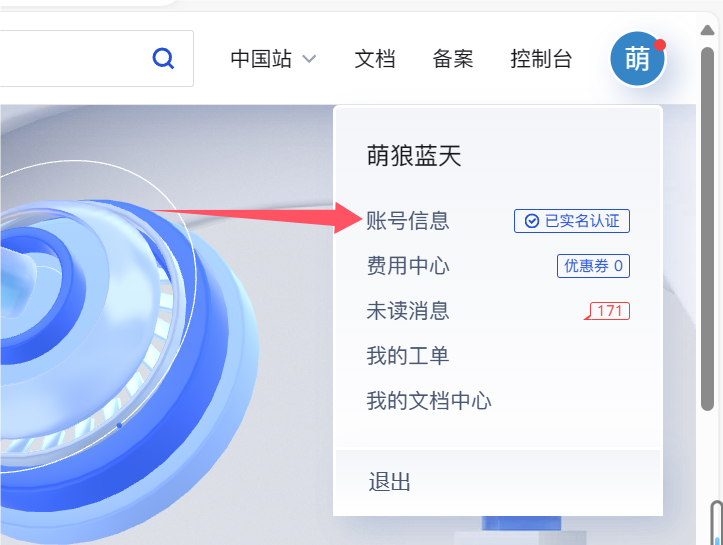 中国站 文档 备案 控制台 萌
萌狼蓝天
账号信息 已实名认证
费用中心 优惠券 0
未读消息 171
我的工单
我的文档中心
退出